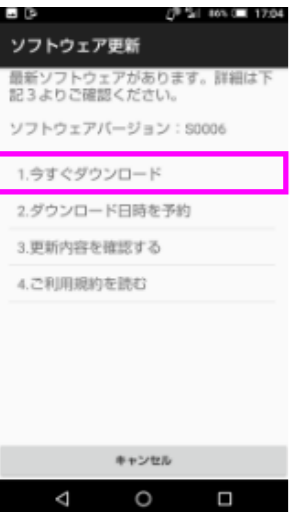 86% 17:04
ソフトウェア更新
最新ソフトウェアがあります。詳細は下
記3よりご確認ください。
ソフトウェアバージョン：S0006
1.今すぐダウンロード
2.ダウンロード日時を予約
3.更新内容を確認する
4.ご利用規約を読む
キャンセル